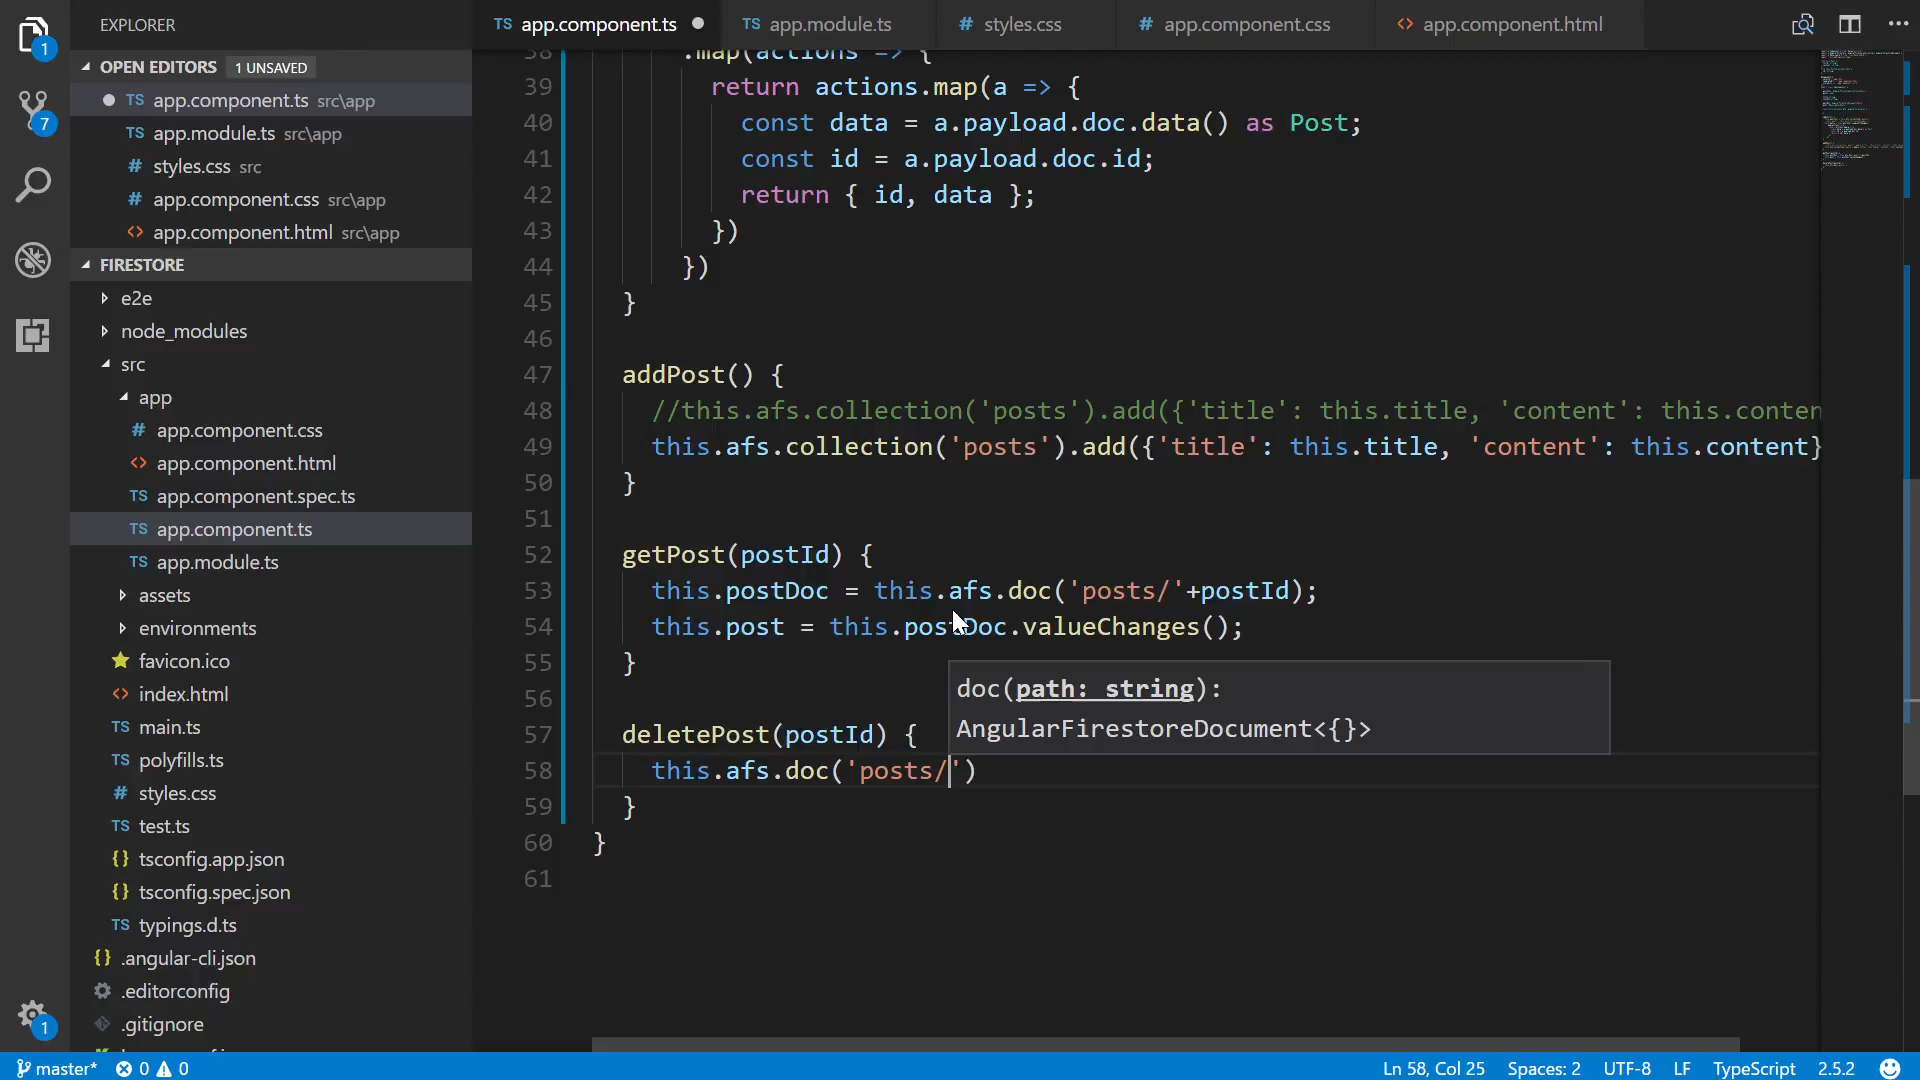 EXPLORER
TS app.component.ts
TS app.module.ts
# styles.css
# app.component.css
<> app.component.html
OPEN EDITORS 1 UNSAVED
TS app.component.ts src\app
TS app.module.ts src\app
# styles.css src
# app.component.css src\app
<> app.component.html src\app
FIRESTORE
e2e
node_modules
src
app
# app.component.css
<> app.component.html
TS app.component.spec.ts
TS app.component.ts
TS app.module.ts
assets
environments
favicon.ico
<> index.html
TS main.ts
TS polyfills.ts
# styles.css
TS test.ts
{} tsconfig.app.json
{} tsconfig.spec.json
TS typings.d.ts
{} .angular-cli.json
.editorconfig
.gitignore
1
7
1
38 .map(actions => {
39 return actions.map(a => {
40 const data = a.payload.doc.data() as Post;
41 const id = a.payload.doc.id;
42 return { id, data };
43 })
44 })
45 }
46
47 addPost() {
48 //this.afs.collection('posts').add({'title': this.title, 'content': this.conten
49 this.afs.collection('posts').add({'title': this.title, 'content': this.content}
50 }
51
52 getPost(postId) {
53 this.postDoc = this.afs.doc('posts/'+postId);
54 this.post = this.postDoc.valueChanges();
55 }
56
57 deletePost(postId) {
58 this.afs.doc('posts/')
59 }
60 }
61
doc(path: string):
AngularFirestoreDocument<{}>
master* 0 0
Ln 58, Col 25 Spaces: 2 UTF-8 LF TypeScript 2.5.2